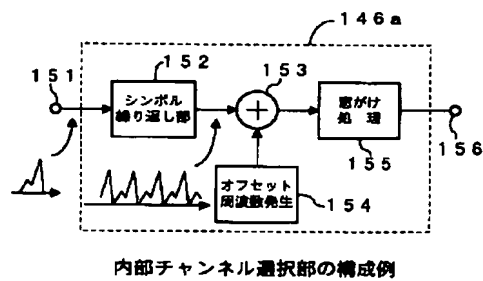 146a
151
152
153
シンボル
繰り返し部
窓がけ
処理
155
156
オフセット
周波数発生
154
内部チャンネル選択部の構成例